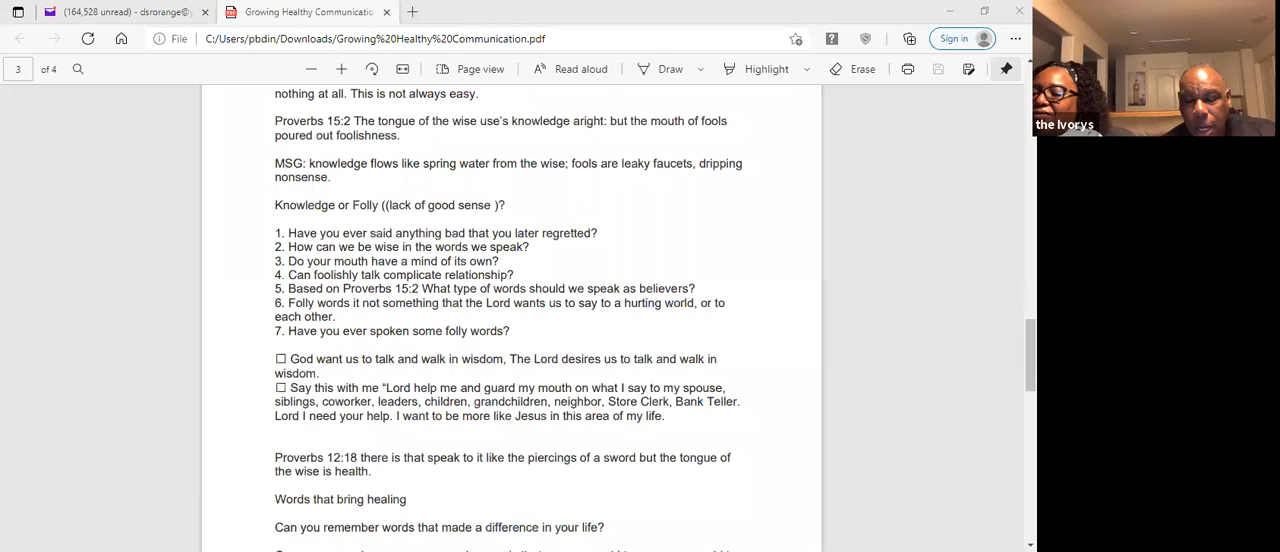 (164,528 unread) - dsrorange@y
Growing Healthy Communicatic
File
C:/Users/pbdin/Downloads/Growing%20Healthy%20Communication.pdf
Sign in
3 of 4
Page view
Read aloud
Draw
Highlight
Erase
the Ivorys
nothing at all. This is not always easy.
Proverbs 15:2 The tongue of the wise use's knowledge aright: but the mouth of fools
poured out foolishness.
MSG: knowledge flows like spring water from the wise; fools are leaky faucets, dripping
nonsense.
Knowledge or Folly ((lack of good sense )?
1. Have you ever said anything bad that you later regretted?
2. How can we be wise in the words we speak?
3. Do your mouth have a mind of its own?
4. Can foolishly talk complicate relationship?
5. Based on Proverbs 15:2 What type of words should we speak as believers?
6. Folly words it not something that the Lord wants us to say to a hurting world, or to
each other.
7. Have you ever spoken some folly words?
☐ God want us to talk and walk in wisdom, The Lord desires us to talk and walk in
wisdom.
☐ Say this with me “Lord help me and guard my mouth on what I say to my spouse,
siblings, coworker, leaders, children, grandchildren, neighbor, Store Clerk, Bank Teller.
Lord I need your help. I want to be more like Jesus in this area of my life.
Proverbs 12:18 there is that speak to it like the piercings of a sword but the tongue of
the wise is health.
Words that bring healing
Can you remember words that made a difference in your life?